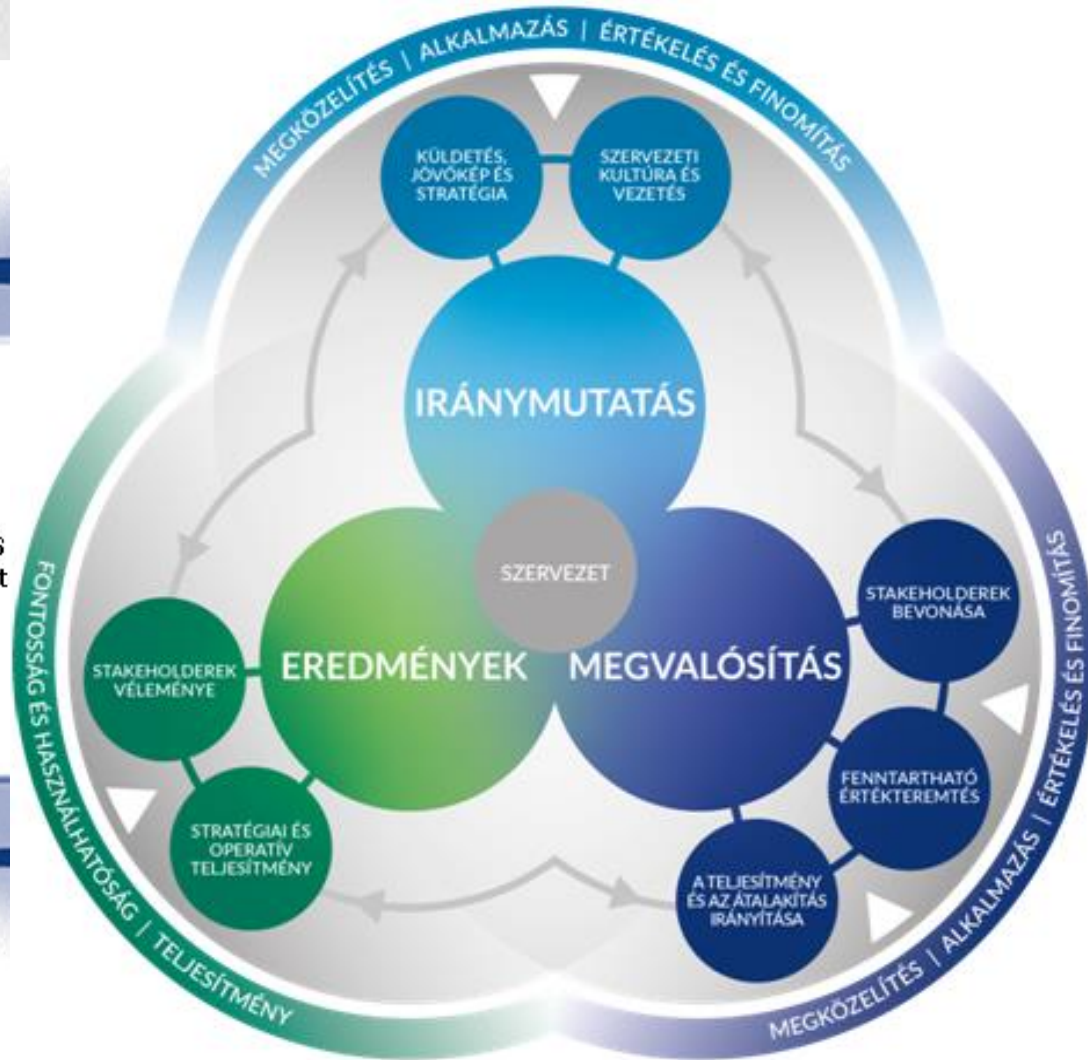 MEGKÖZELÍTÉS | ALKALMAZÁS | ÉRTÉKELÉS ÉS FINOMÍTÁS
KÜLDETÉS,
JÖVŐKÉP ÉS
STRATÉGIA
SZERVEZETI
KULTÚRA ÉS
VEZETÉS
IRÁNYMUTATÁS
SZERVEZET
EREDMÉNYEK
MEGVALÓSÍTÁS
STAKEHOLDEREK
BEVONÁSA
FENNTARTHATÓ
ÉRTÉKTEREMTÉS
A TELJESÍTMÉNY
ÉS AZ ÁTALAKÍTÁS
IRÁNYÍTÁSA
STAKEHOLDEREK
VÉLEMÉNYE
STRATÉGIAI ÉS
OPERATÍV
TELJESÍTMÉNY
FONTOSSÁG ÉS HASZNÁLHATÓSÁG | TELJESÍTMÉNY
MEGKÖZELÍTÉS | ALKALMAZÁS | ÉRTÉKELÉS ÉS FINOMÍTÁS